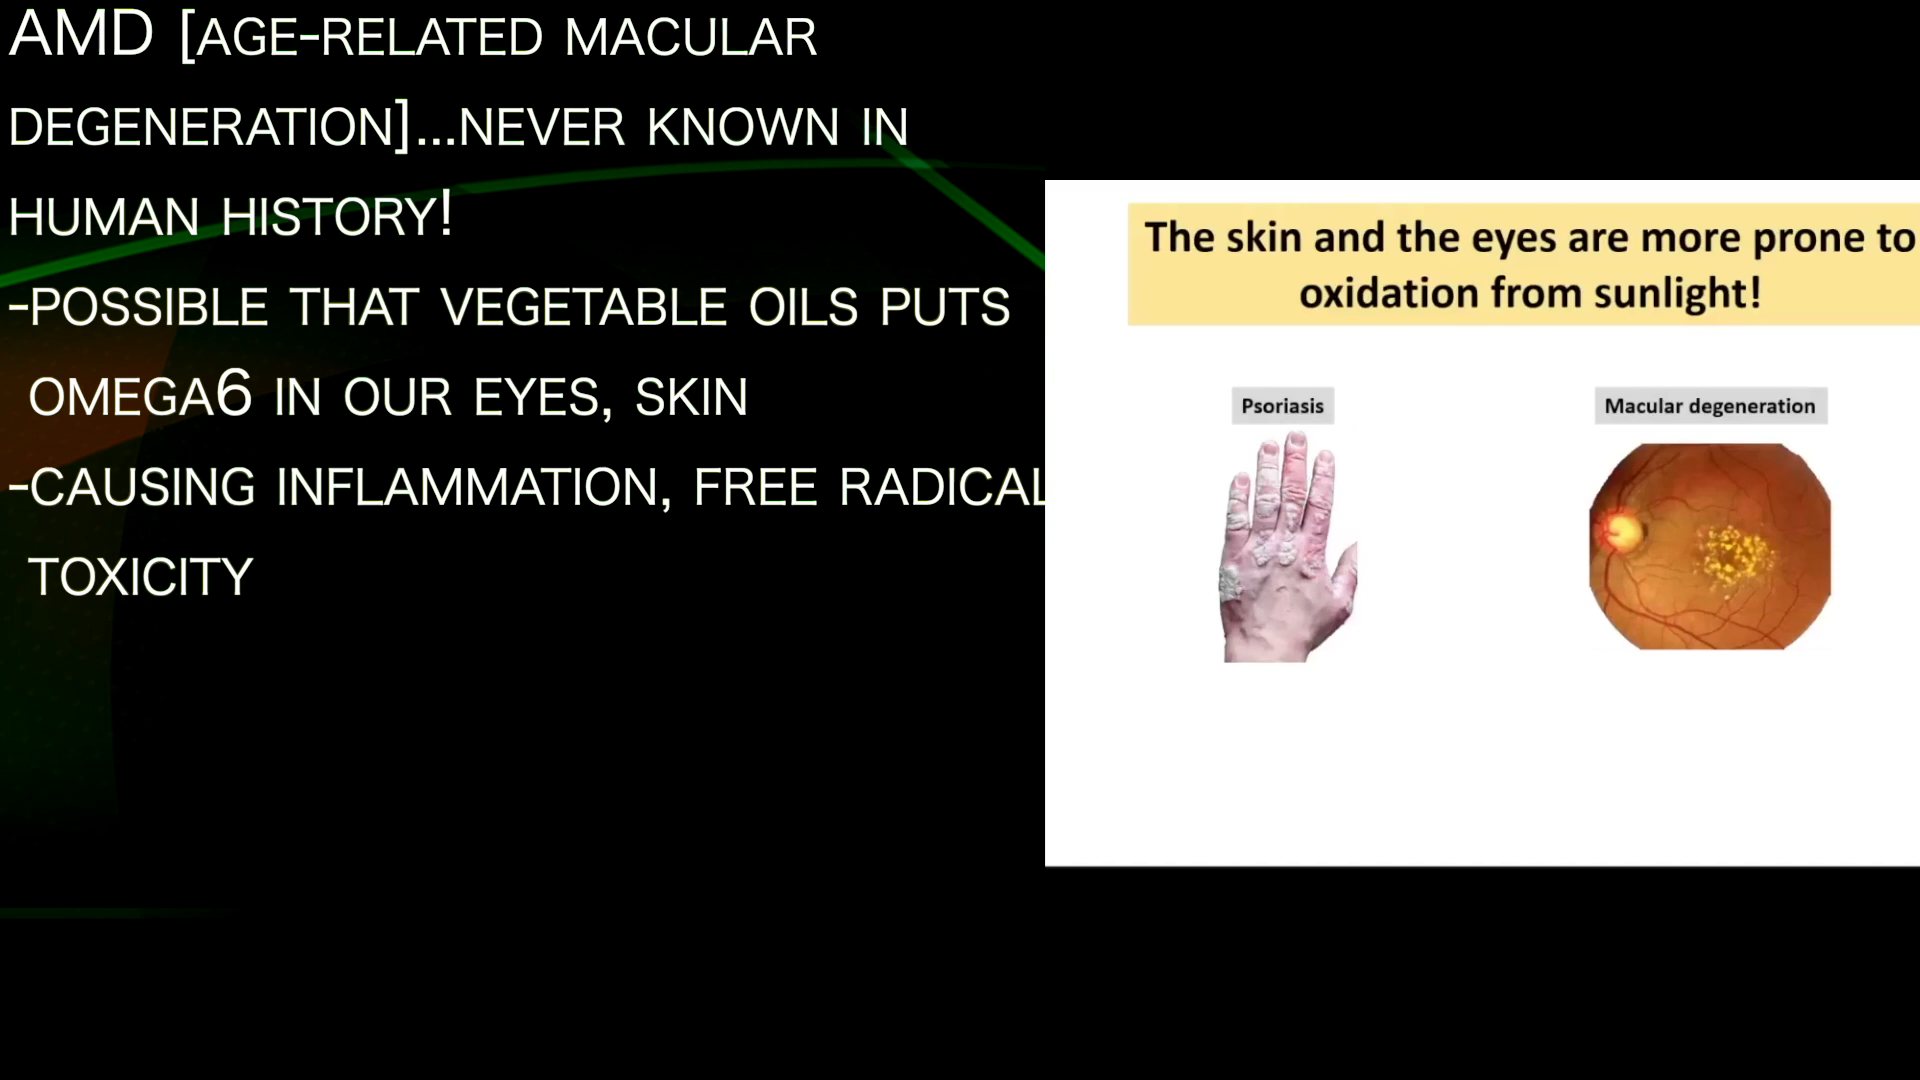 AMD [AGE-RELATED MACULAR
DEGENERATION]...NEVER KNOWN IN
HUMAN HISTORY!
-POSSIBLE THAT VEGETABLE OILS PUTS
OMEGA6 IN OUR EYES, SKIN
-CAUSING INFLAMMATION, FREE RADICAL
TOXICITY
The skin and the eyes are more prone to
oxidation from sunlight!
Psoriasis
Macular degeneration